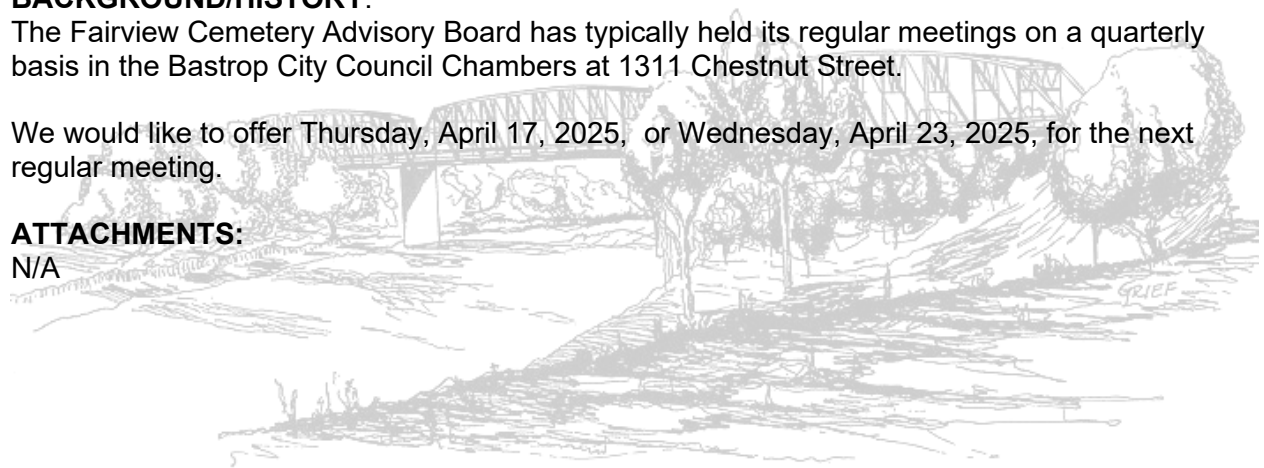 BACKGROUND/HISTORY:
The Fairview Cemetery Advisory Board has typically held its regular meetings on a quarterly
basis in the Bastrop City Council Chambers at 1311 Chestnut Street.
We would like to offer Thursday, April 17, 2025,  or Wednesday, April 23, 2025, for the next
regular meeting.
ATTACHMENTS:
N/A
GRIEF